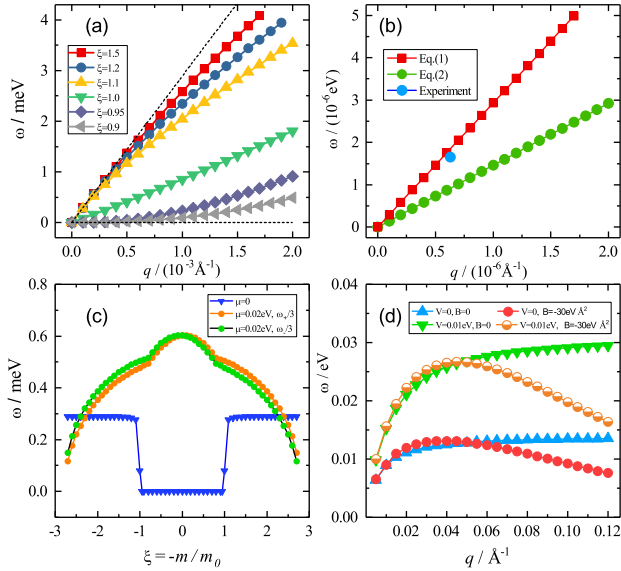 (a)
ω / meV
4
3
2
1
0
ξ=1.5
ξ=1.2
ξ=1.1
ξ=1.0
ξ=0.95
ξ=0.9
0.0 0.5 1.0 1.5 2.0
q / (10⁻³Å⁻¹)
(b)
ω / (10⁻⁶eV)
5
4
3
2
1
0
Eq.(1)
Eq.(2)
Experiment
0.0 0.4 0.8 1.2 1.6 2.0
q / (10⁻⁶Å⁻¹)
(c)
ω / meV
0.8
0.6
0.4
0.2
0.0
μ=0
μ=0.02eV, ω₊/3
μ=0.02eV, ω₋/3
-3 -2 -1 0 1 2 3
ξ = -m / m₀
(d)
ω / eV
0.04
0.03
0.02
0.01
0.00
V=0, B=0
V=0, B=-30eV Å²
V=0.01eV, B=0
V=0.01eV, B=-30eV Å²
0.02 0.04 0.06 0.08 0.10 0.12
q / Å⁻¹